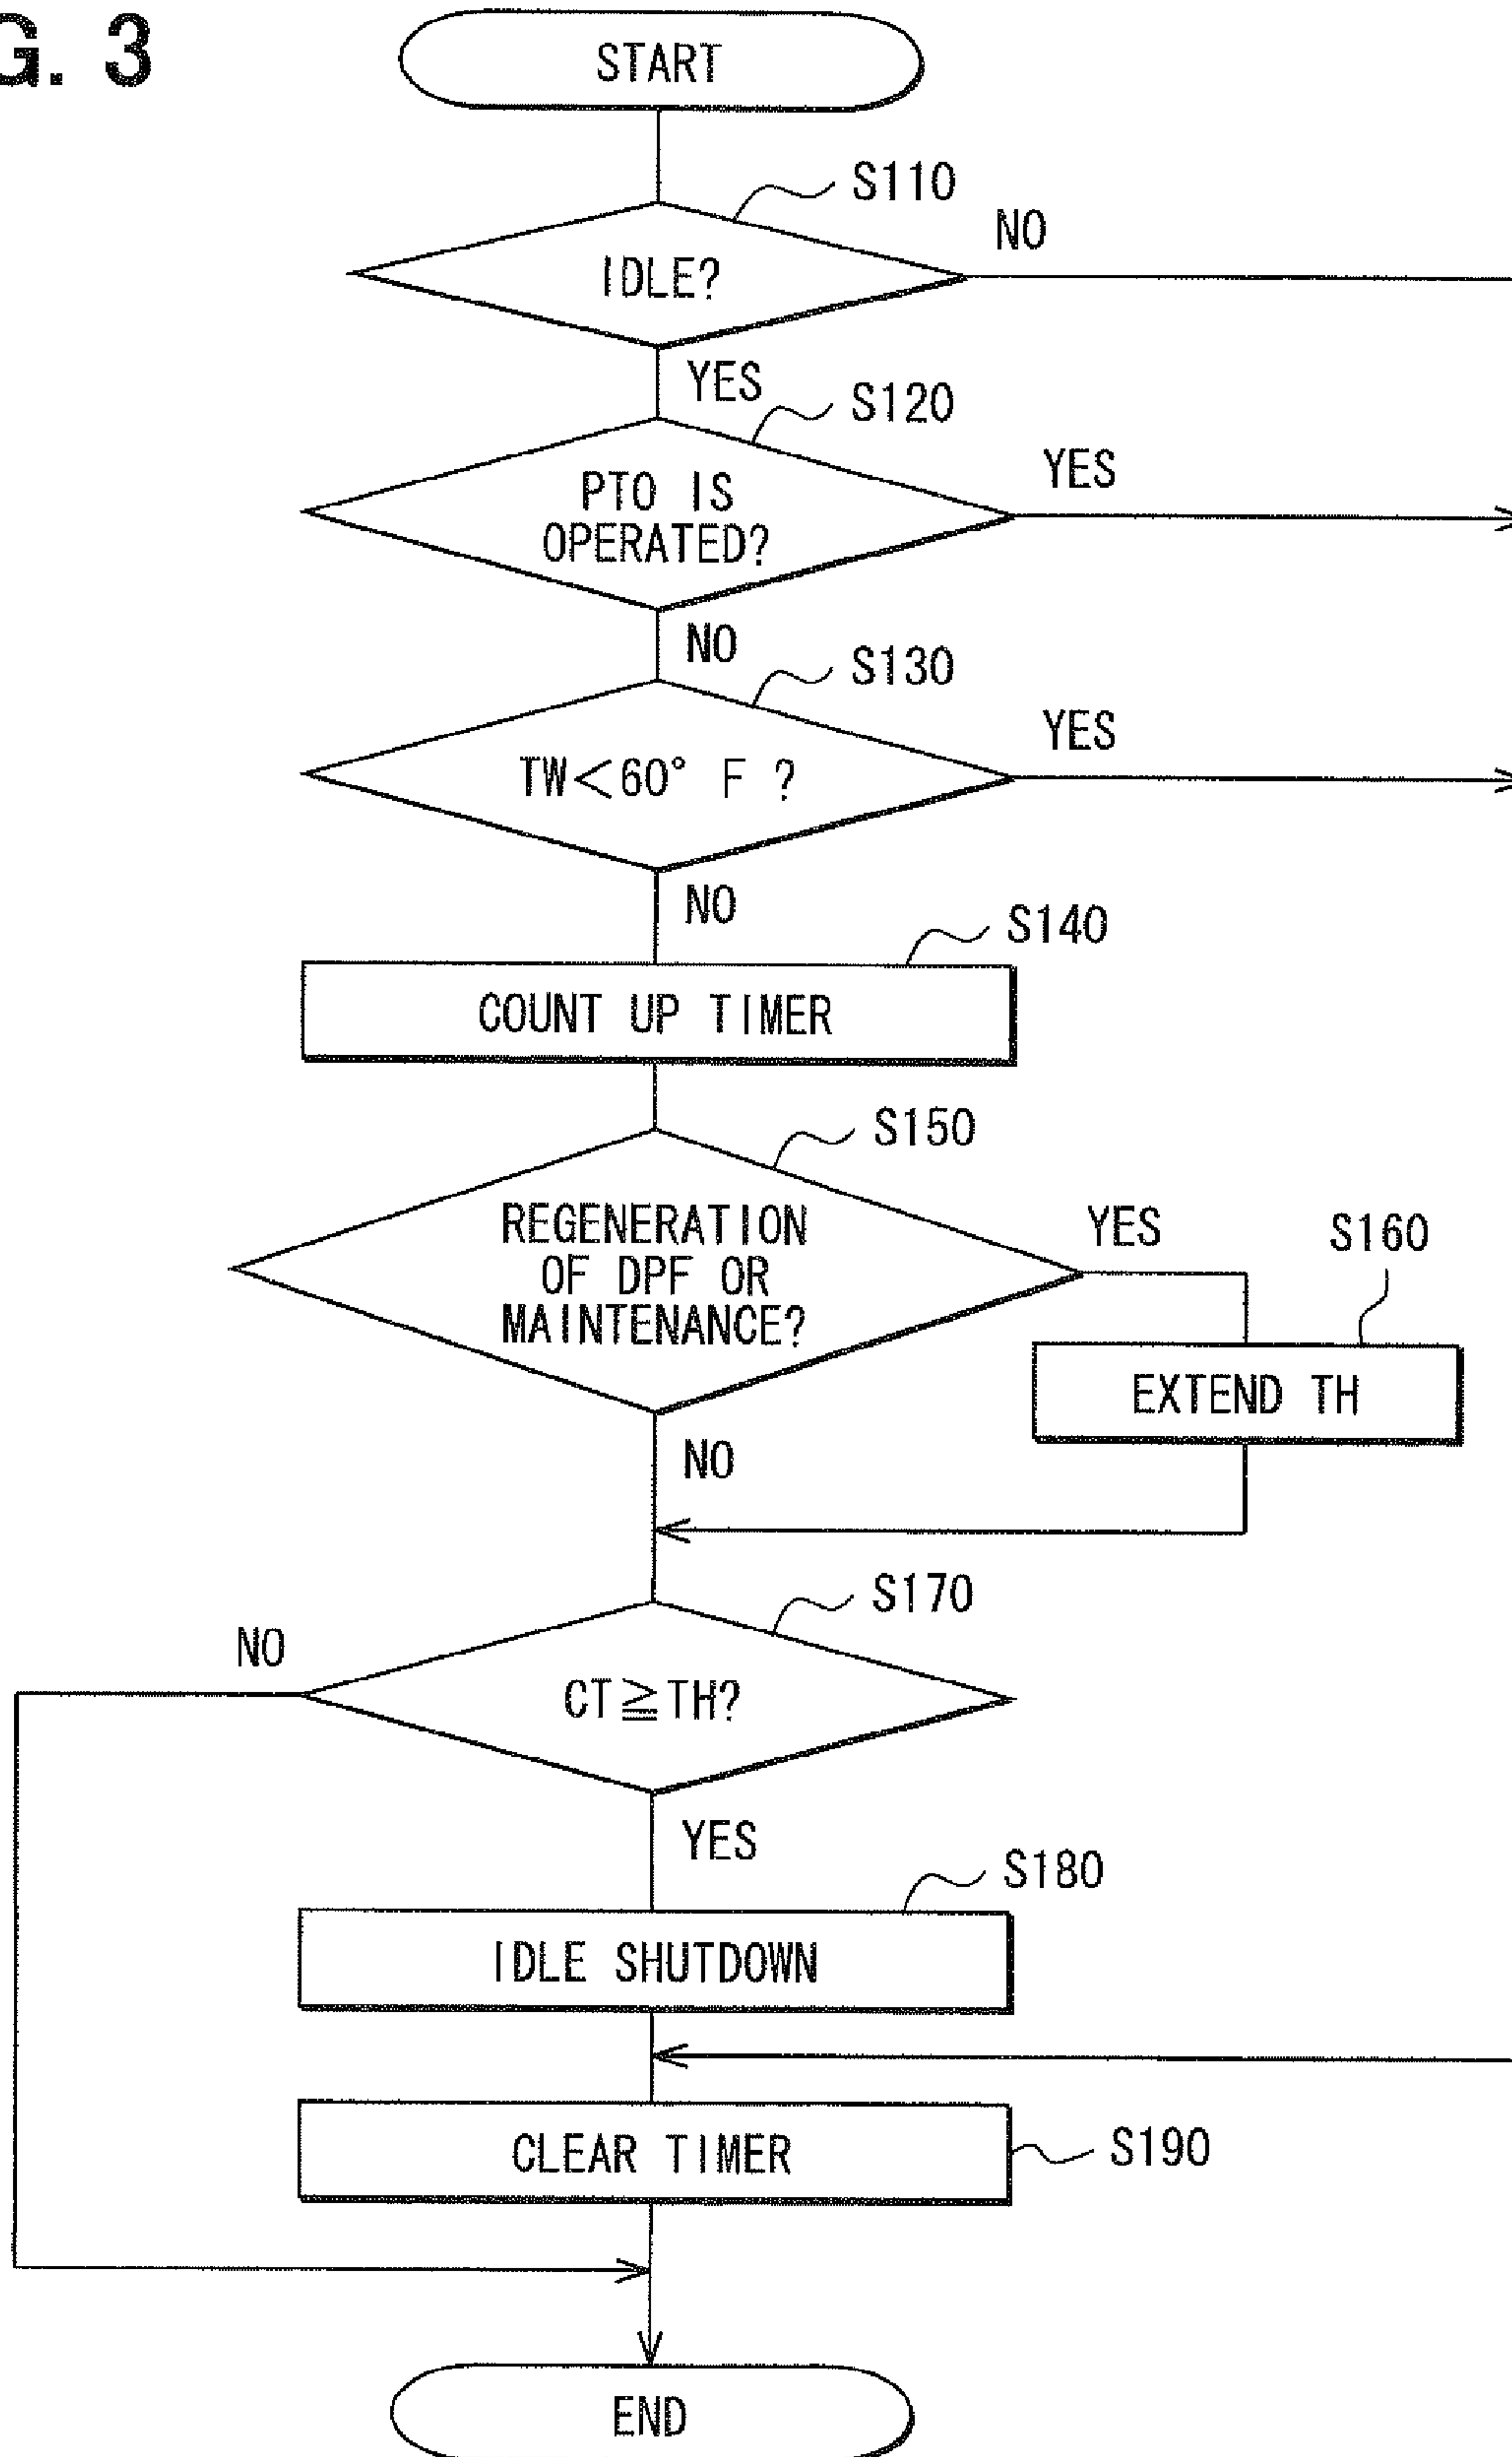 G. 3
START
S110
NO
IDLE?
YES
S120
YES
PTO IS
OPERATED?
NO
S130
YES
TW<60° F ?
NO
S140
COUNT UP TIMER
S150
REGENERATION
OF DPF OR
MAINTENANCE?
YES
S160
EXTEND TH
NO
S170
NO
CT≧TH?
YES
S180
IDLE SHUTDOWN
CLEAR TIMER
S190
END